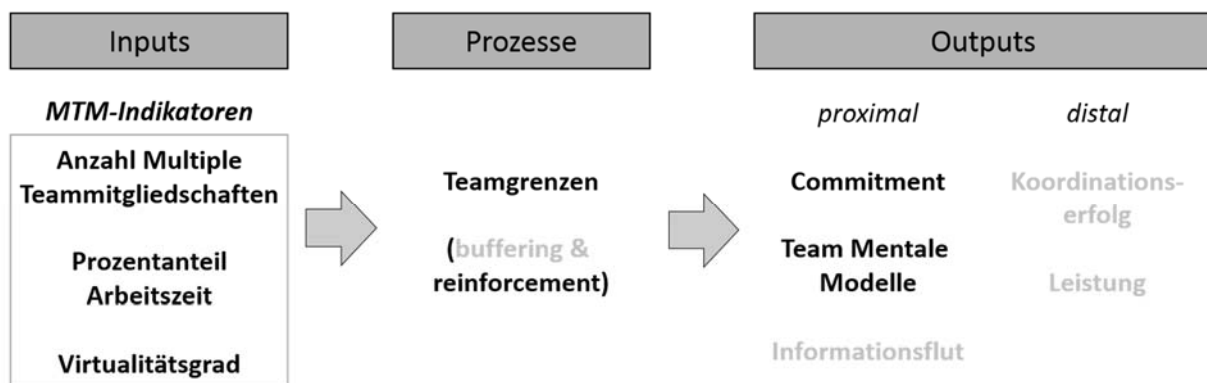 Inputs
Prozesse
Outputs
MTM-Indikatoren
proximal
distal
Anzahl Multiple
Teammitgliedschaften
Prozentanteil
Arbeitszeit
Virtualitätsgrad
Teamgrenzen
(buffering &
reinforcement)
Commitment
Team Mentale
Modelle
Informationsflut
Koordinations-
erfolg
Leistung